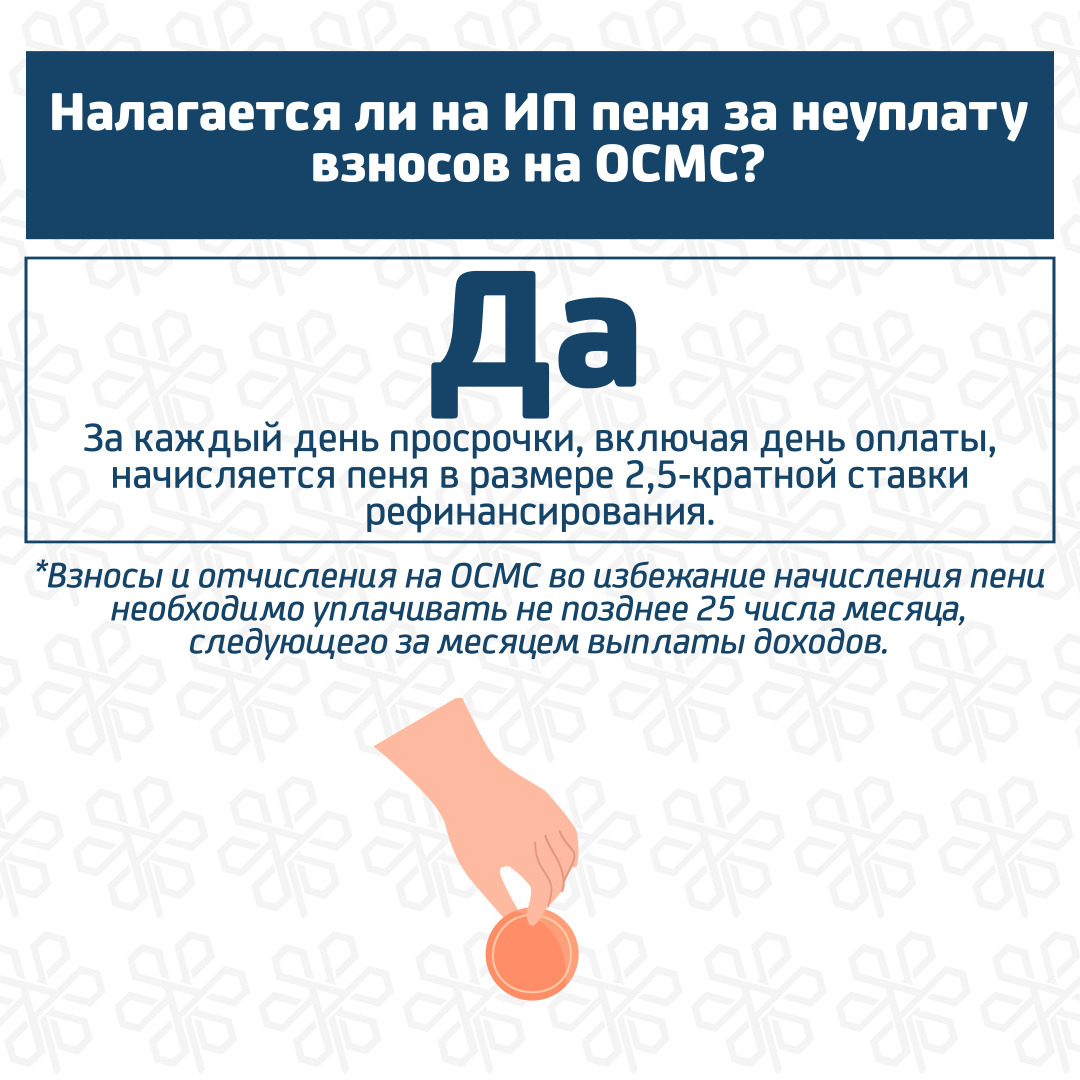 Налагается ли на ИП пеня за неуплату
взносов на ОСМС?
Да
За каждый день просрочки, включая день оплаты,
начисляется пеня в размере 2,5-кратной ставки
рефинансирования.
*Взносы и отчисления на ОСМС во избежание начисления пени
необходимо уплачивать не позднее 25 числа месяца,
следующего за месяцем выплаты доходов.